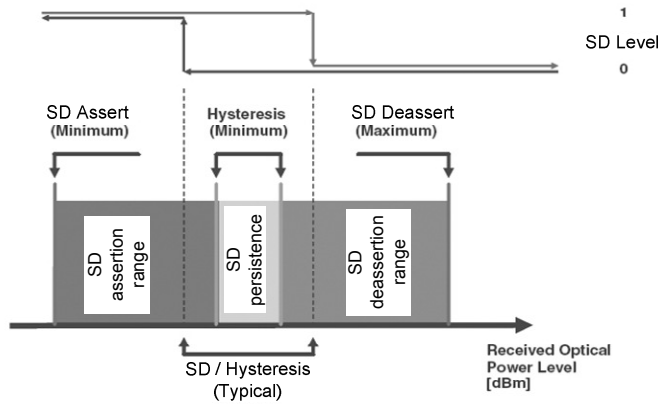 1
SD Level
0
SD Assert
(Minimum)
Hysteresis
(Minimum)
SD Deassert
(Maximum)
SD
assertion
range
SD
persistence
SD
deassertion
range
SD / Hysteresis
(Typical)
Received Optical
Power Level
[dBm]